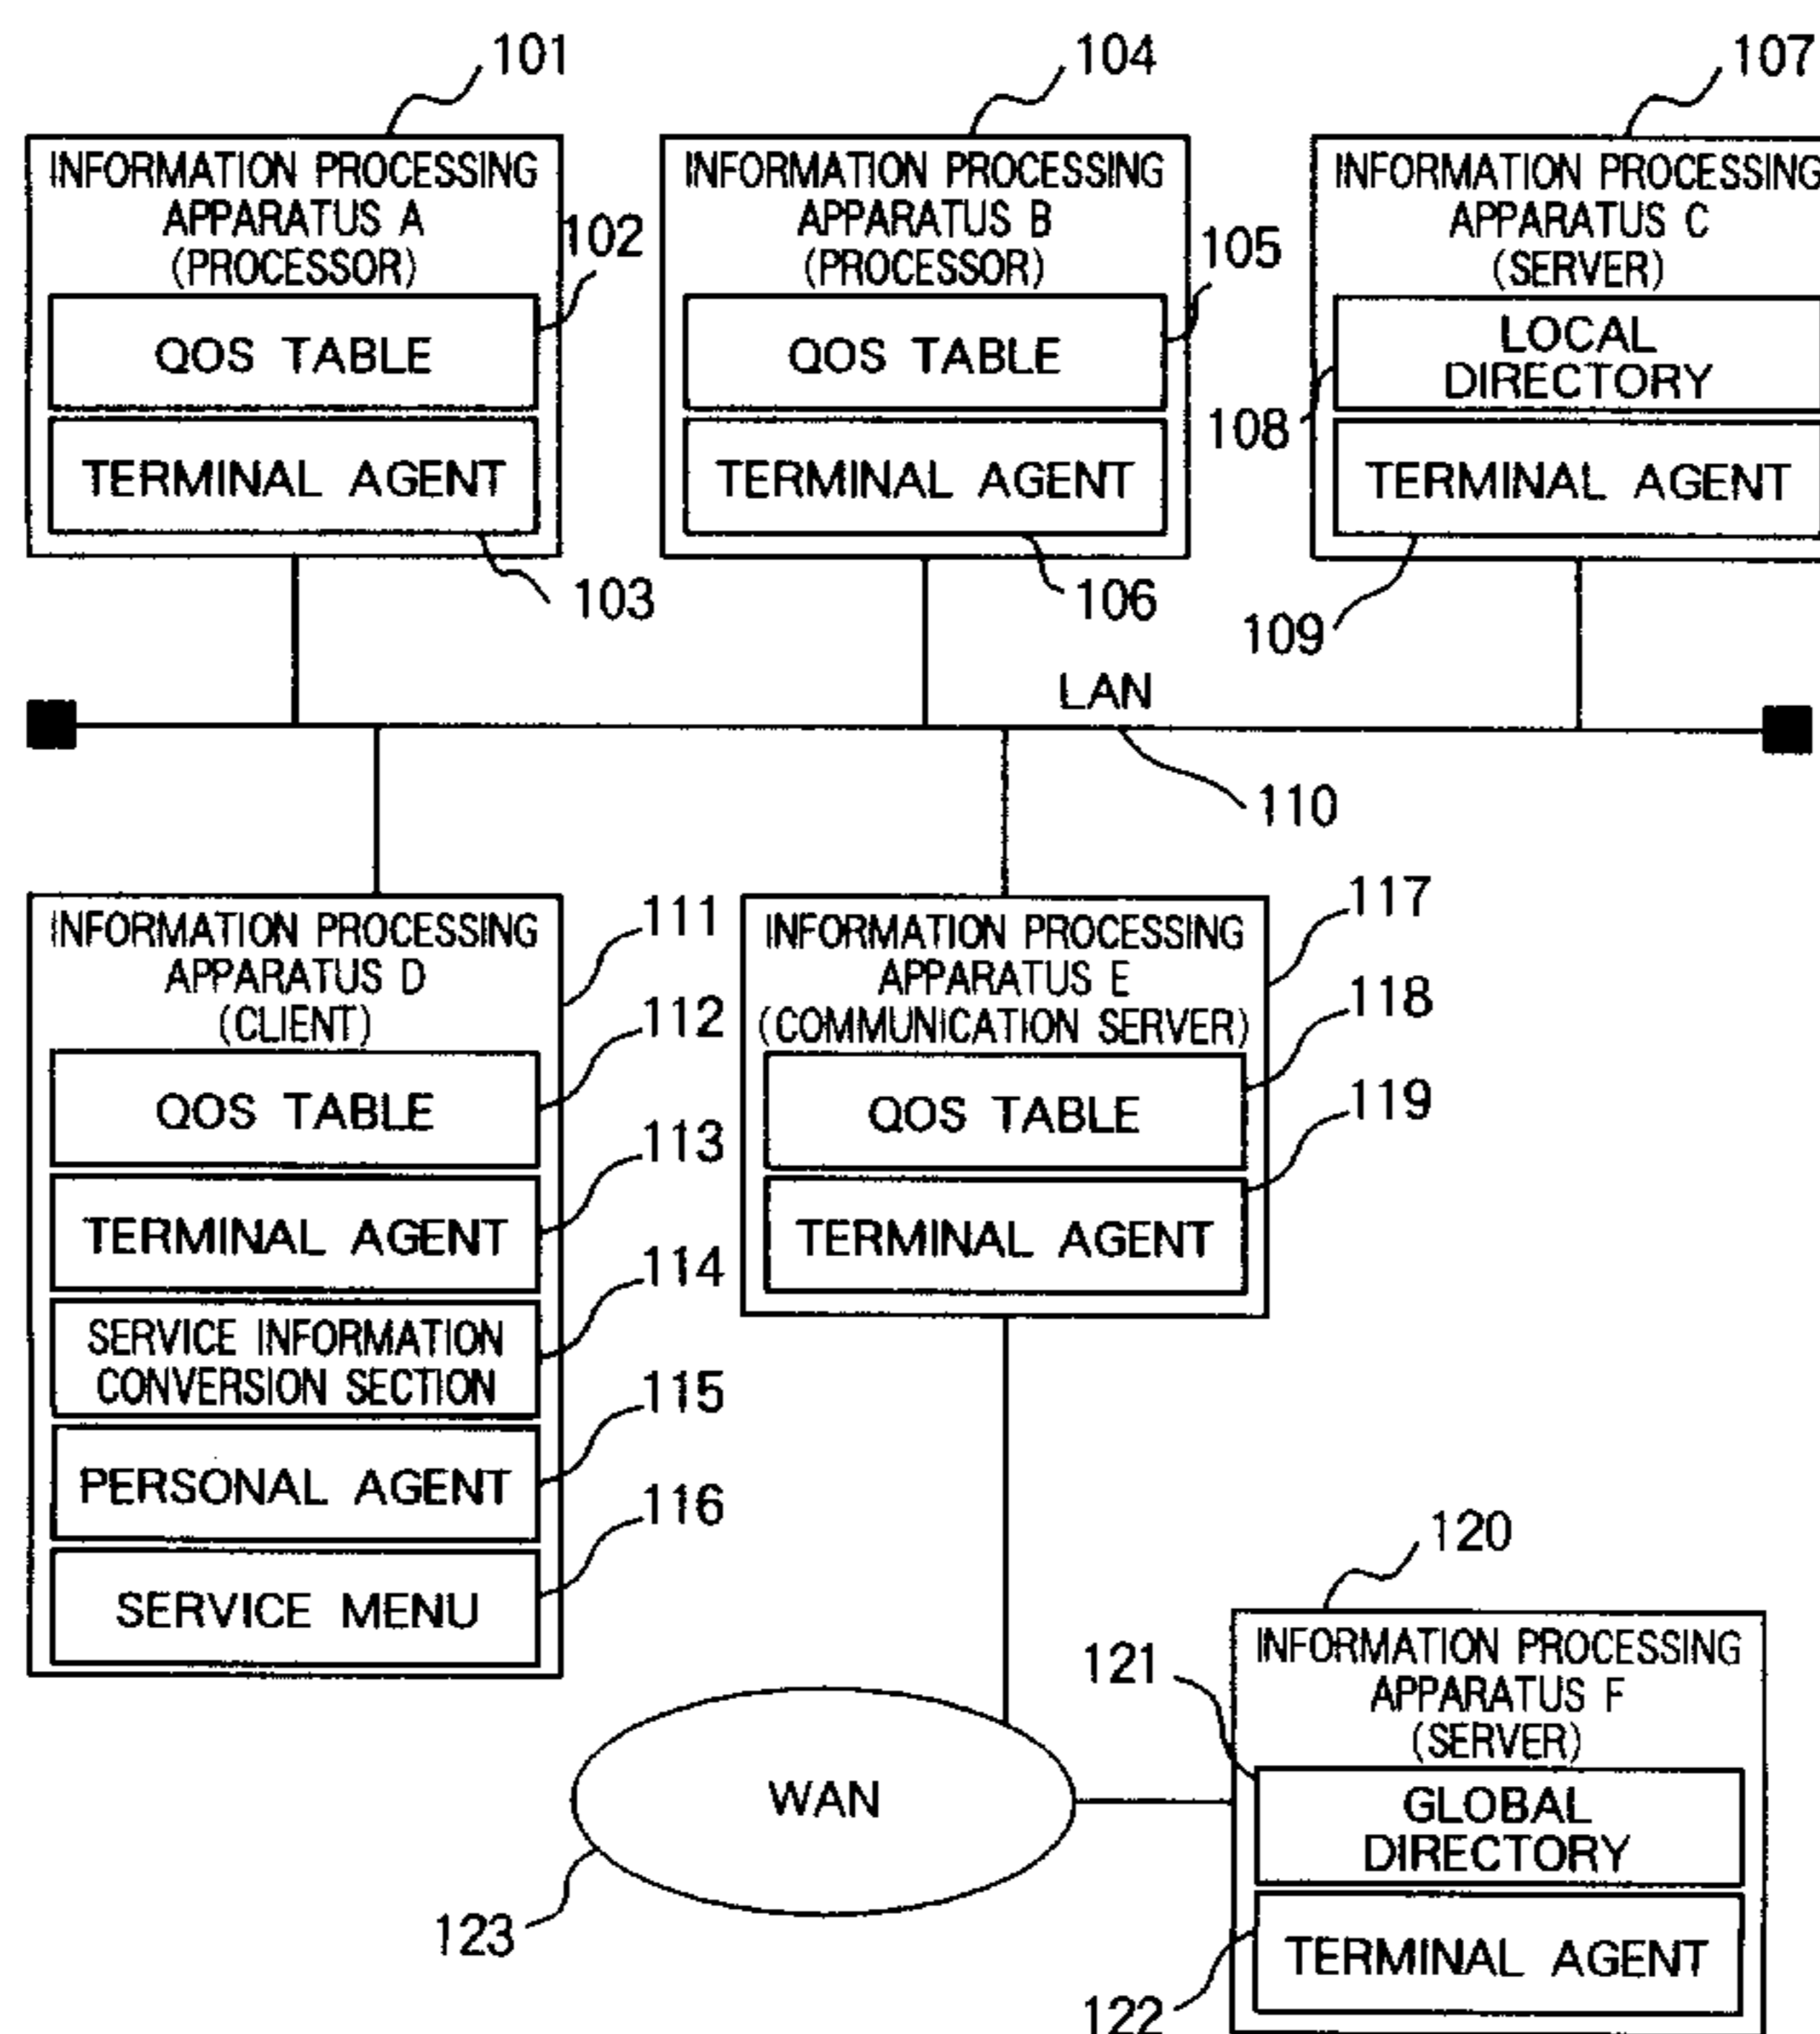 101
INFORMATION PROCESSING
APPARATUS A
(PROCESSOR)
102
QOS TABLE
TERMINAL AGENT
103
104
INFORMATION PROCESSING
APPARATUS B
(PROCESSOR)
105
QOS TABLE
TERMINAL AGENT
106
107
INFORMATION PROCESSING
APPARATUS C
(SERVER)
LOCAL
DIRECTORY
108
TERMINAL AGENT
109
LAN
110
INFORMATION PROCESSING
APPARATUS D
(CLIENT)
111
QOS TABLE
112
TERMINAL AGENT
113
SERVICE INFORMATION
CONVERSION SECTION
114
PERSONAL AGENT
115
SERVICE MENU
116
INFORMATION PROCESSING
APPARATUS E
(COMMUNICATION SERVER)
117
QOS TABLE
118
TERMINAL AGENT
119
WAN
123
120
INFORMATION PROCESSING
APPARATUS F
(SERVER)
121
GLOBAL
DIRECTORY
TERMINAL AGENT
122